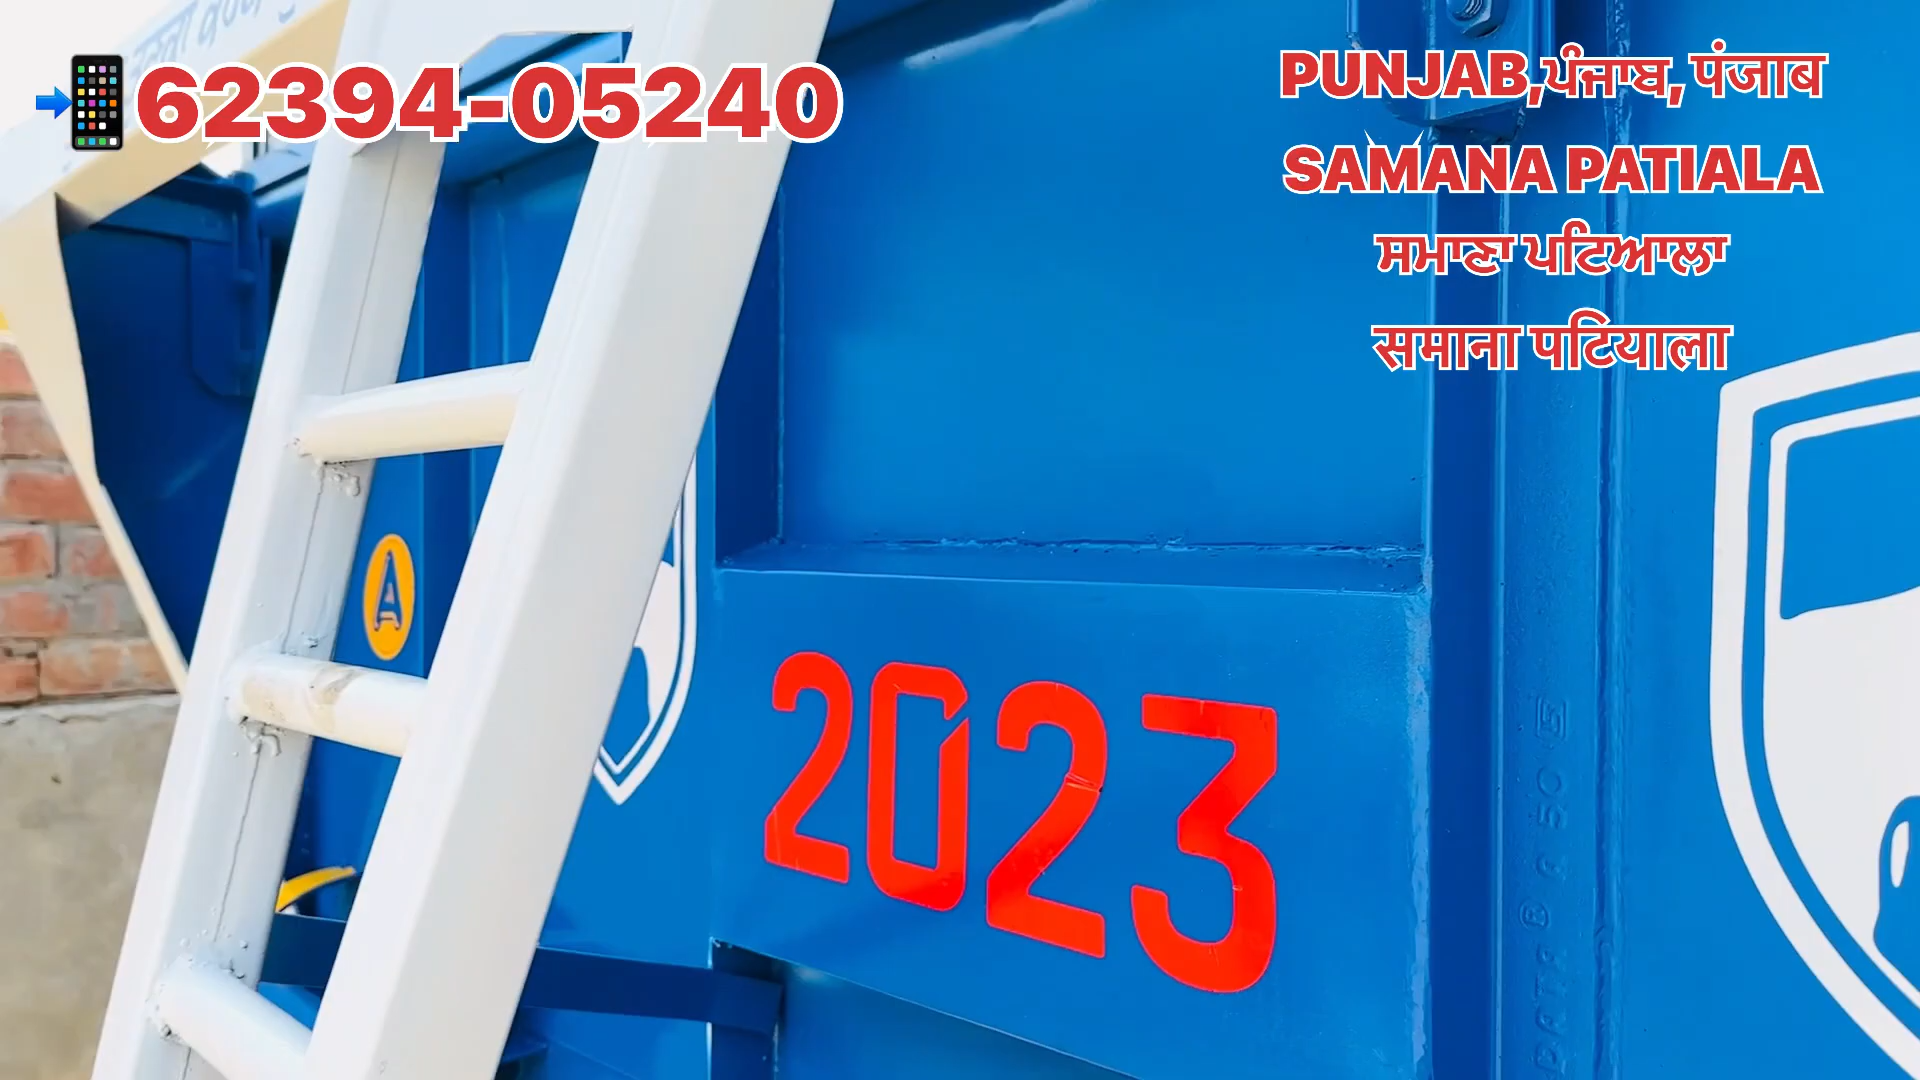 62394-05240
PUNJAB,ਪੰਜਾਬ, पंजाब
SAMANA PATIALA
ਸਮਾਣਾ ਪਟਿਆਲਾ
समाना पटियाला
A
2023